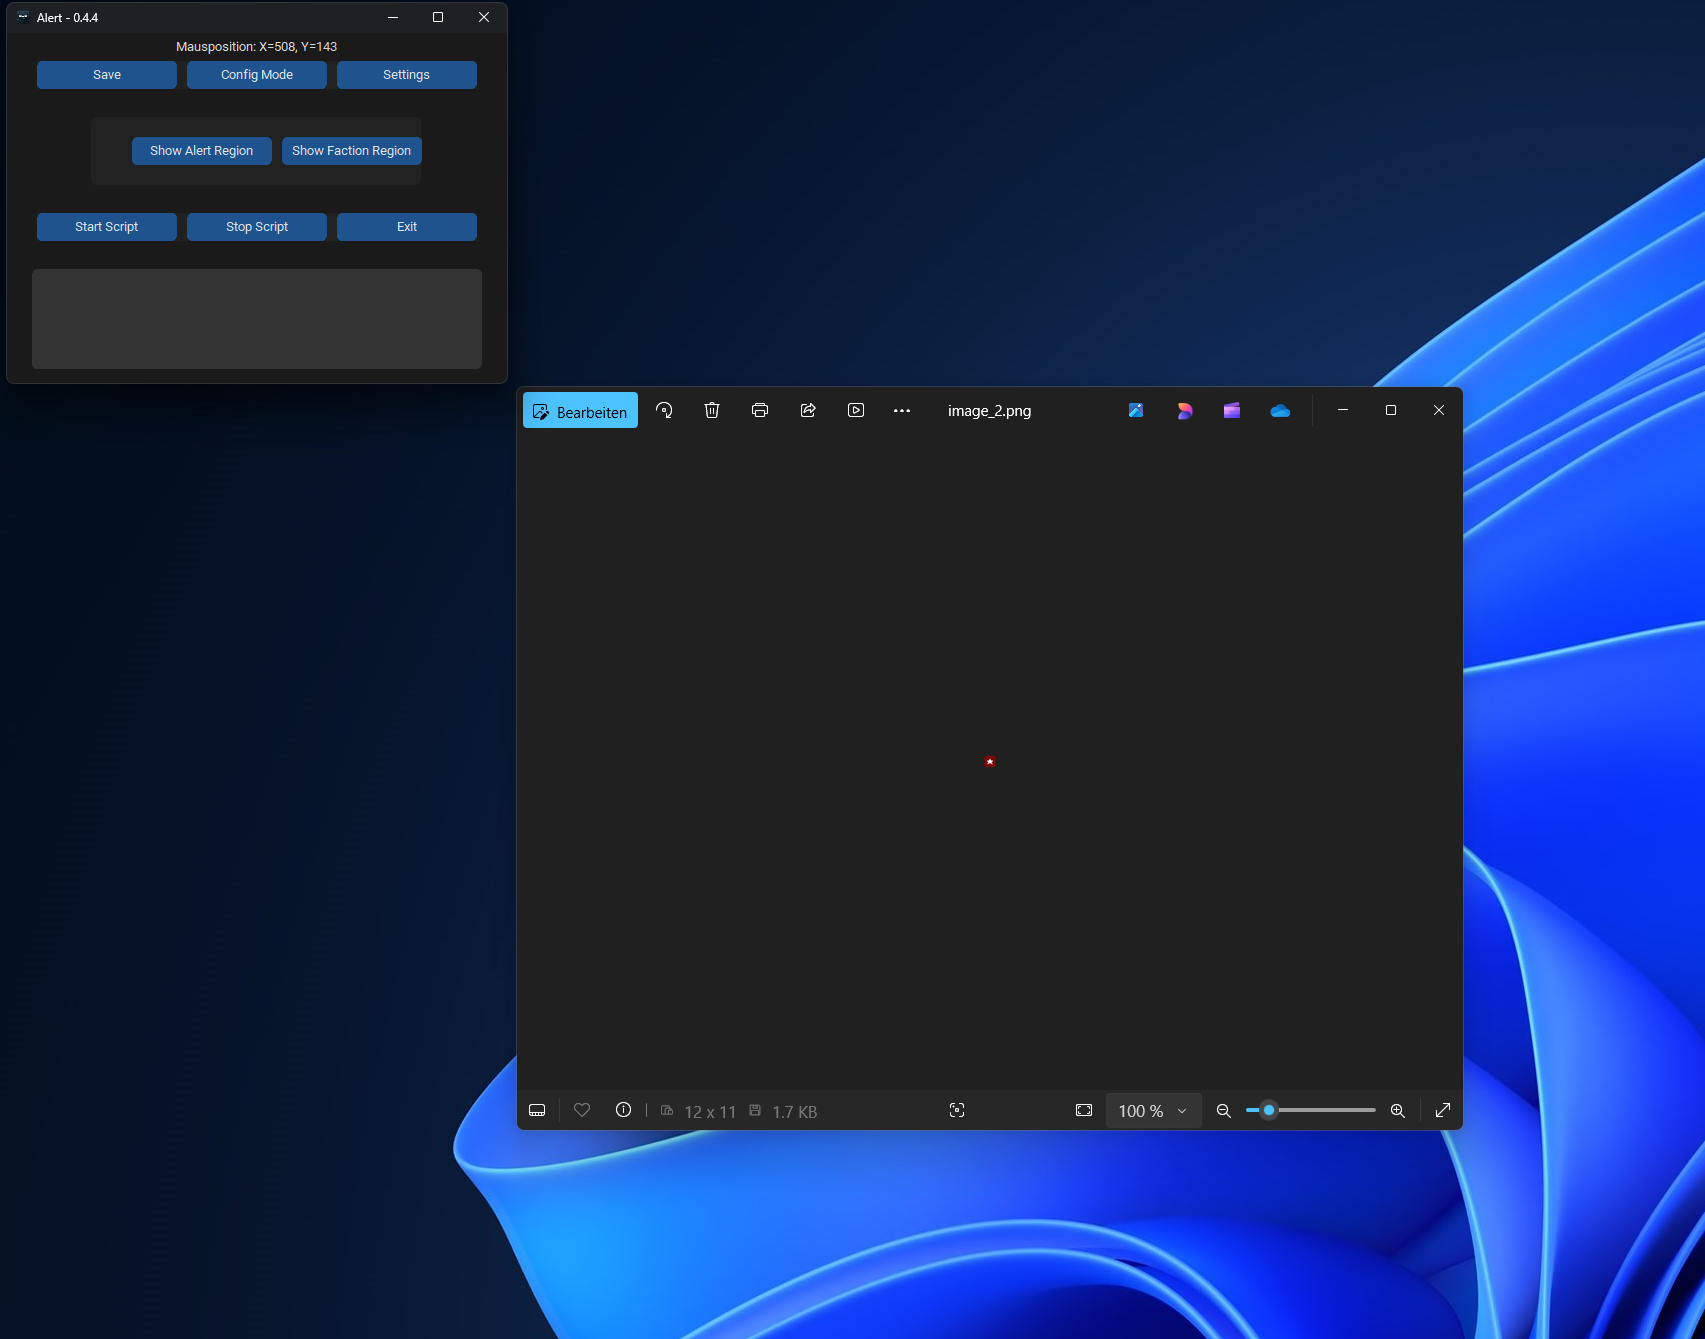 Alert - 0.4.4
Mausposition: X=508, Y=143
Save Config Mode Settings
Show Alert Region Show Faction Region
Start Script Stop Script Exit
Bearbeiten image_2.png
12 x 11 1.7 KB 100 %